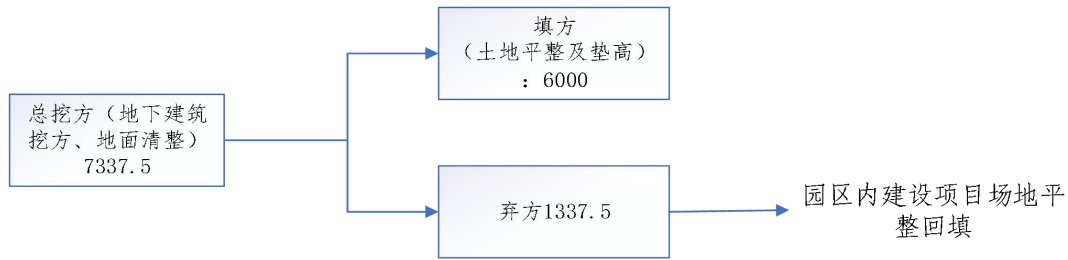 填方
（土地平整及垫高）
：6000
总挖方（地下建筑
挖方、地面清整）
7337.5
弃方1337.5
园区内建设项目场地平
整回填